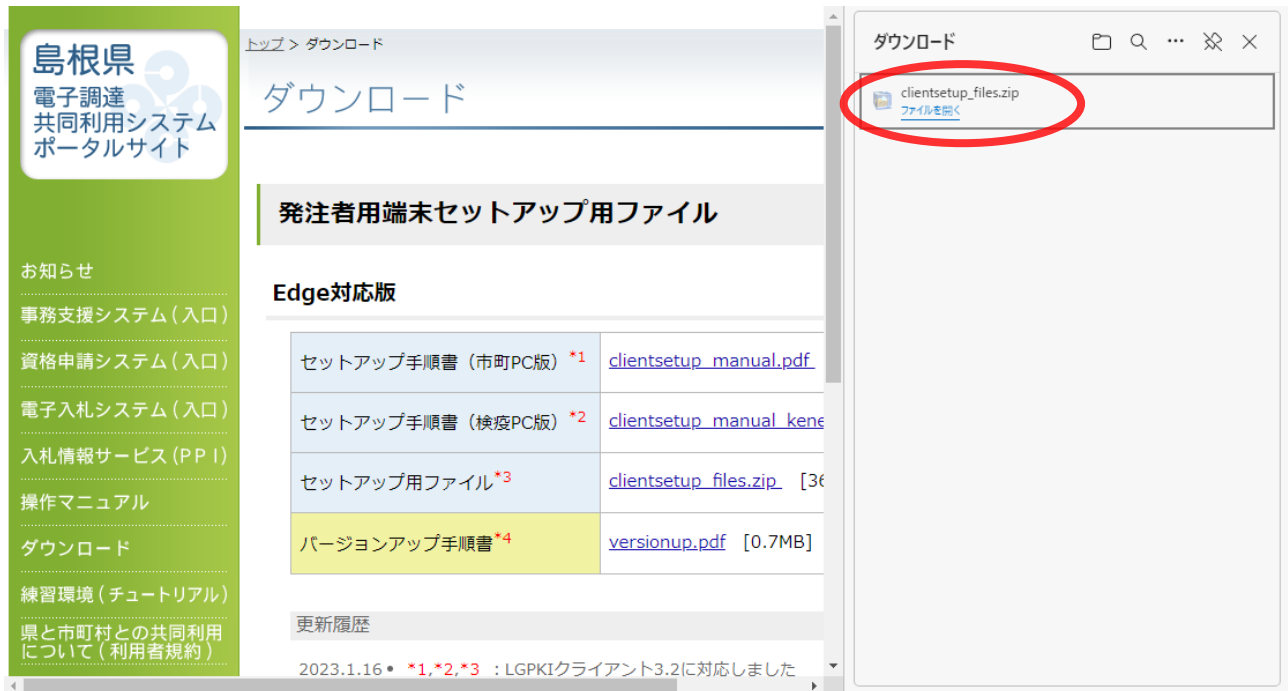 島根県
電子調達
共同利用システム
ポータルサイト
お知らせ
事務支援システム(入口)
資格申請システム(入口)
電子入札システム(入口)
入札情報サービス(PPI)
操作マニュアル
ダウンロード
練習環境(チュートリアル)
県と市町村との共同利用
について(利用者規約)
トップ > ダウンロード
ダウンロード
発注者用端末セットアップ用ファイル
Edge対応版
セットアップ手順書（市町PC版）*1 clientsetup_manual.pdf
セットアップ手順書（検疫PC版）*2 clientsetup_manual_kene
セットアップ用ファイル*3 clientsetup_files.zip [36
バージョンアップ手順書*4 versionup.pdf [0.7MB]
更新履歴
2023.1.16• *1,*2,*3 ：LGPKIクライアント3.2に対応しました
ダウンロード
clientsetup_files.zip
ファイルを開く